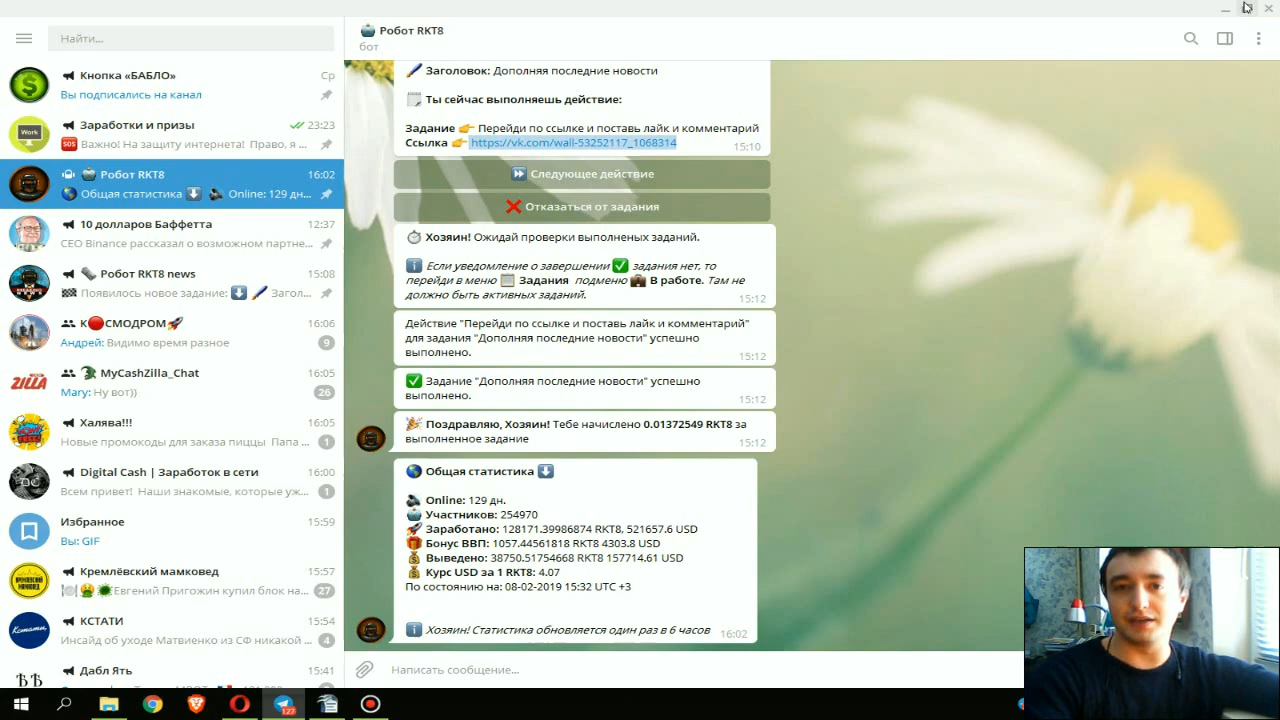 Найти...
Кнопка «БАБЛО»
Ср
Вы подписались на канал
Work
Заработки и призы
23:23
SOS Важно! На защиту интернета! Право, я ...
Робот RKT8
16:02
Общая статистика Online: 129 дн...
10 долларов Баффетта
12:37
CEO Binance рассказал о возможном партне...
Робот RKT8 news
15:08
Появилось новое задание: Загол...
К СМОДРОМ
16:06
Андрей: Видимо время разное
9
ZILLA
MyCashZilla_Chat
16:05
Mary: Ну вот))
26
Халява!!!
16:05
Новые промокоды для заказа пиццы Папа ...
1
DC
Digital Cash | Заработок в сети
16:00
Всем привет! Наши знакомые, которые уж...
1
Избранное
15:59
Вы: GIF
Кремлёвский мамковед
15:57
Евгений Пригожин купил блок на...
27
Кстати,
КСТАТИ
15:54
Инсайд об уходе Матвиенко из СФ никакой ...
4
ѢѢ
Дабл Ять
15:41
Робот RKT8
бот
Заголовок: Дополняя последние новости
Ты сейчас выполняешь действие:
Задание Перейди по ссылке и поставь лайк и комментарий
Ссылка https://vk.com/wall-53252117_1068314
15:10
Следующее действие
Отказаться от задания
Хозяин! Ожидай проверки выполненых заданий.
Если уведомление о завершении задания нет, то
перейди в меню Задания подменю В работе. Там не
должно быть активных заданий.
15:12
Действие "Перейди по ссылке и поставь лайк и комментарий"
для задания "Дополняя последние новости" успешно
выполнено.
15:12
Задание "Дополняя последние новости" успешно
выполнено.
15:12
Поздравляю, Хозяин! Тебе начислено 0.01372549 RKT8 за
выполненное задание
15:12
Общая статистика
Online: 129 дн.
Участников: 254970
Заработано: 128171.39986874 RKT8, 521657.6 USD
Бонус ВВП: 1057.44561818 RKT8 4303.8 USD
Выведено: 38750.51754668 RKT8 157714.61 USD
Курс USD за 1 RKT8: 4.07
По состоянию на: 08-02-2019 15:32 UTC +3
Хозяин! Статистика обновляется один раз в 6 часов
16:02
Написать сообщение...
127